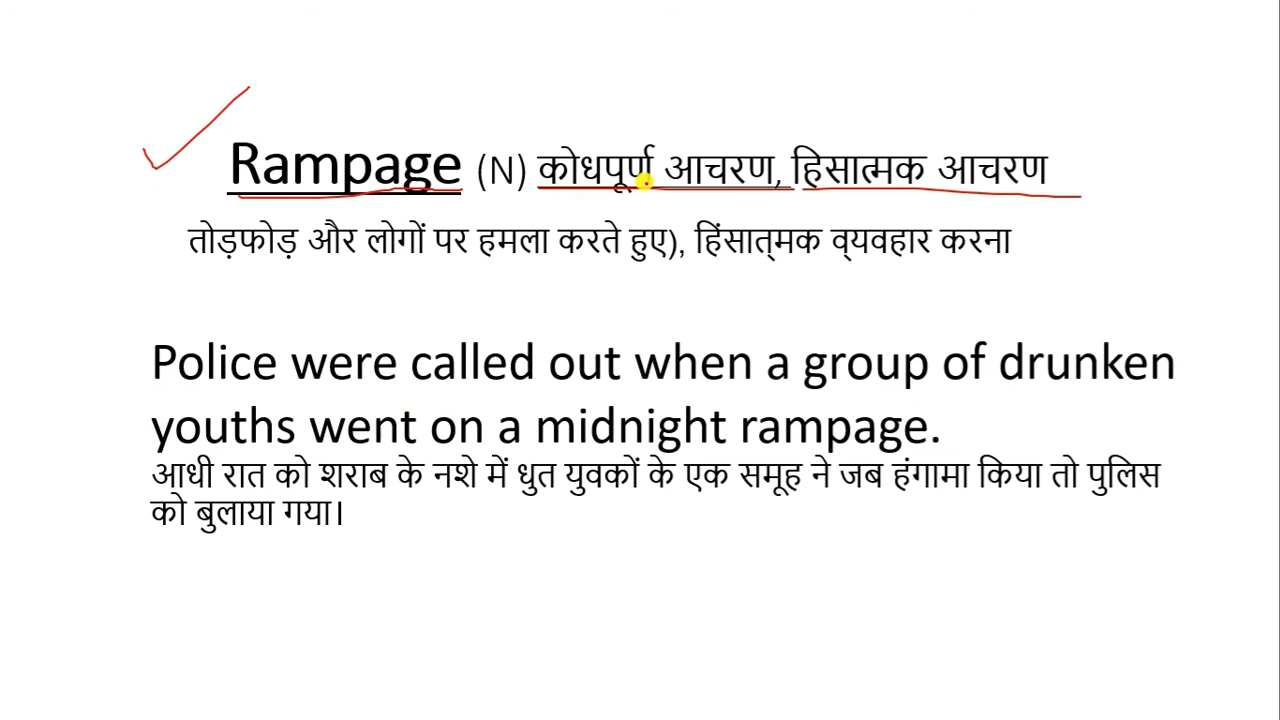 Rampage (N) कोधपूर्ण आचरण, हिसात्मक आचरण
तोड़फोड़ और लोगों पर हमला करते हुए), हिंसात्‌मक व्‌यवहार करना
Police were called out when a group of drunken
youths went on a midnight rampage.
आधी रात को शराब के नशे में धुत युवकों के एक समूह ने जब हंगामा किया तो पुलिस
को बुलाया गया।